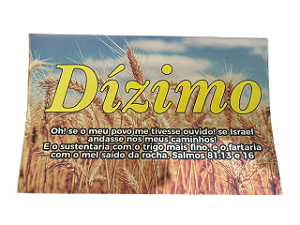 Dízimo
Oh! se o meu povo me tivesse ouvido! se Israel
andasse nos meus caminhos!
E o sustentaria com o trigo mais fino, e o fartaria
com o mel saído da rocha. Salmos 81:13 e 16